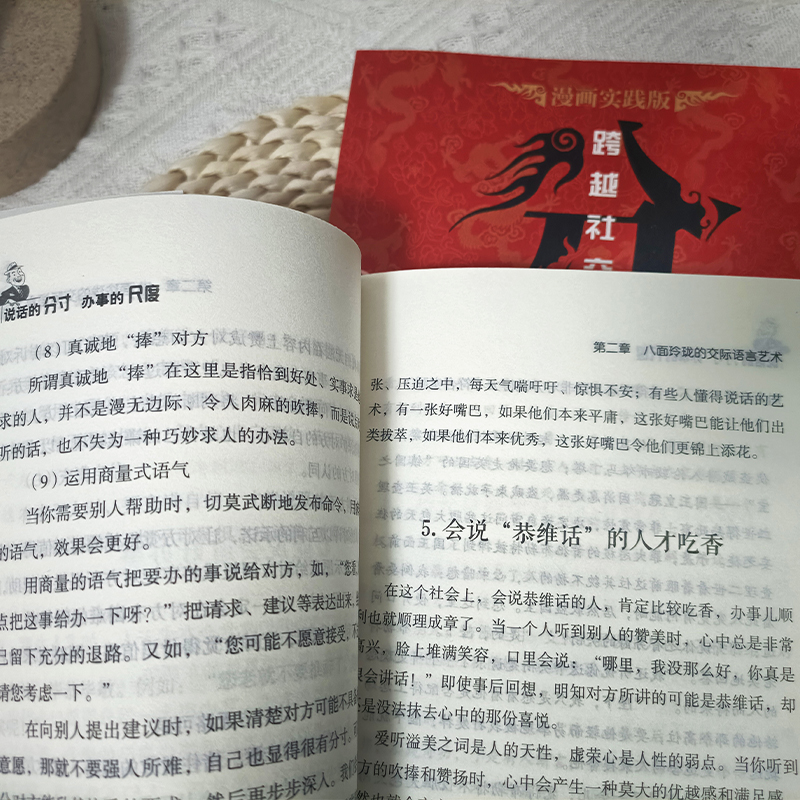 漫画实践版
跨越社交
说话的分寸 办事的尺度
（8）真诚地“捧”对方
所谓真诚地“捧”在这里是指恰到好处、实事求是
求的人，并不是漫无边际、令人肉麻的吹捧，而是说
听的话，也不失为一种巧妙求人的办法。
（9）运用商量式语气
当你需要别人帮助时，切莫武断地发布命令，用
的语气，效果会更好。
用商量的语气把要办的事说给对方，如，“您看
点把这事给办一下呀？”把请求、建议等表达出来，
己留下充分的退路。又如，“您可能不愿意接受，
请您考虑一下。”
在向别人提出建议时，如果清楚对方可能不具
意愿，那就不要强人所难，自己也显得很有分寸。
然后再步步深入。我
第二章 八面玲珑的交际语言艺术
张、压迫之中，每天气喘吁吁、惊惧不安；有些人懂得说话的艺
术，有一张好嘴巴，如果他们本来平庸，这张好嘴巴能让他们出
类拔萃，如果他们本来优秀，这张好嘴巴令他们更锦上添花。
5. 会说“恭维话”的人才吃香
在这个社会上，会说恭维话的人，肯定比较吃香，办事儿顺
利也就顺理成章了。当一个人听到别人的赞美时，心中总是非常
高兴，脸上堆满笑容，口里会说：“哪里，我没那么好，你真是
很会讲话！”即使事后回想，明知对方所讲的可能是恭维话，却
还是没法抹去心中的那份喜悦。
爱听溢美之词是人的天性，虚荣心是人性的弱点。当你听到
方的吹捧和赞扬时，心中会产生一种莫大的优越感和满足感，